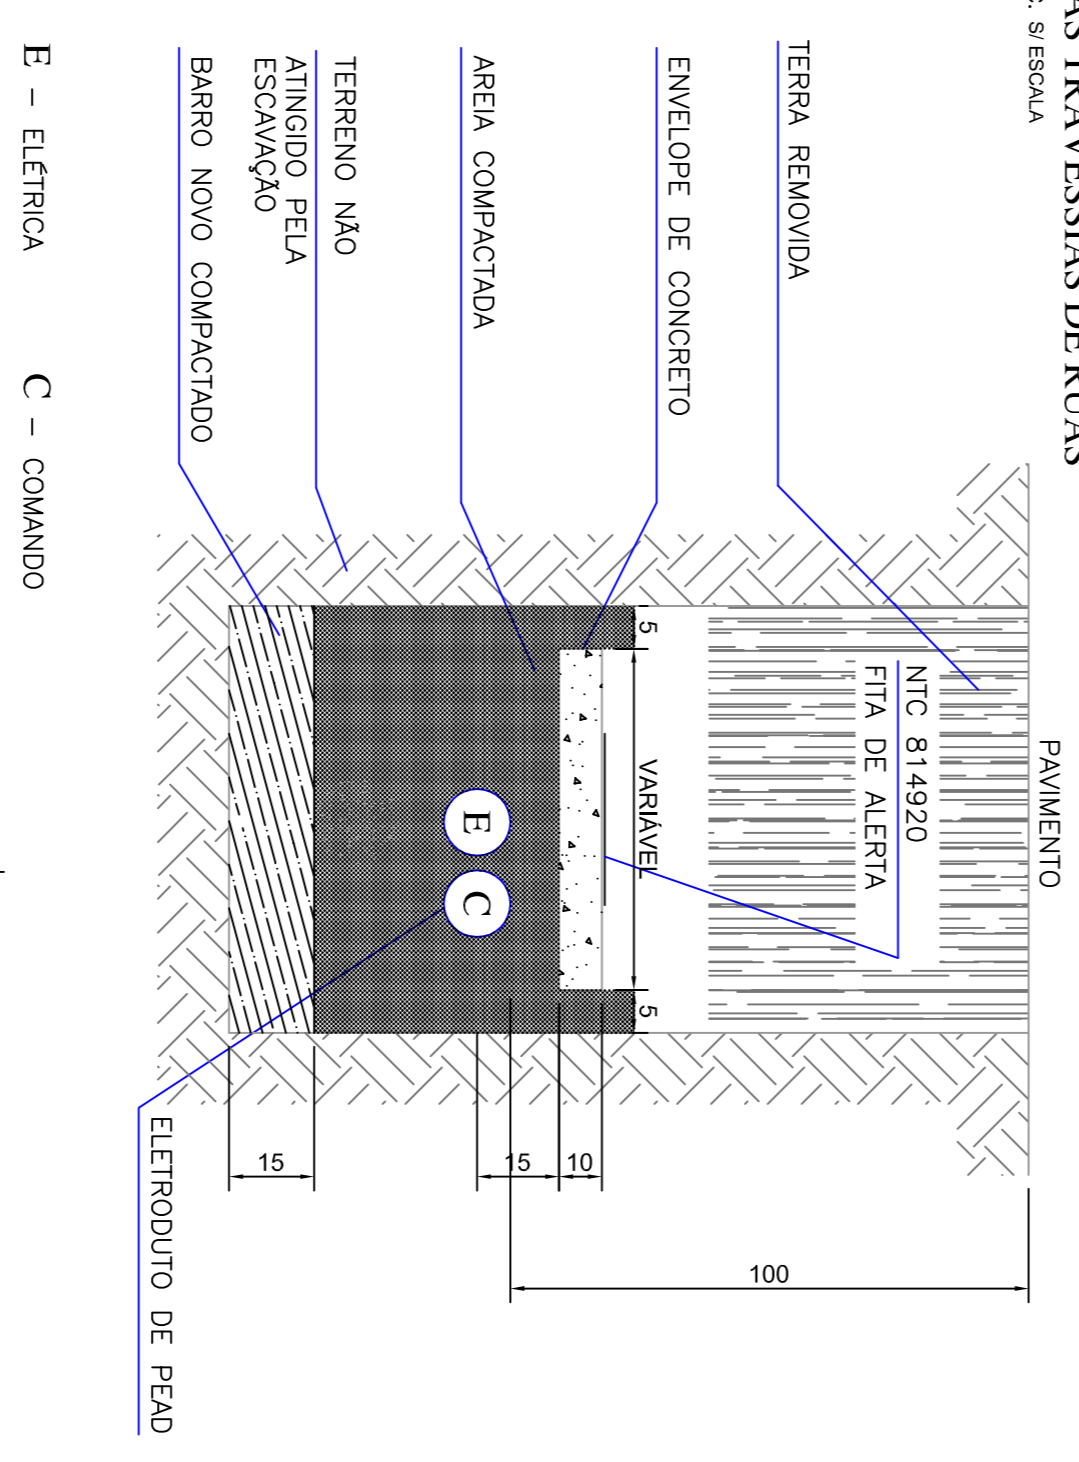 AS TRAVESSIAS DE RUAS
S/ ESCALA
PAVIMENTO
TERRA REMOVIDA
NTC 814920
FITA DE ALERTA
ENVELOPE DE CONCRETO
5
VARIÁVEL
5
AREIA COMPACTADA
E
C
TERRENO NÃO
ATINGIDO PELA
ESCAVAÇÃO
BARRO NOVO COMPACTADO
100
10
15
15
ELETRODUTO DE PEAD
E – ELÉTRICA
C – COMANDO